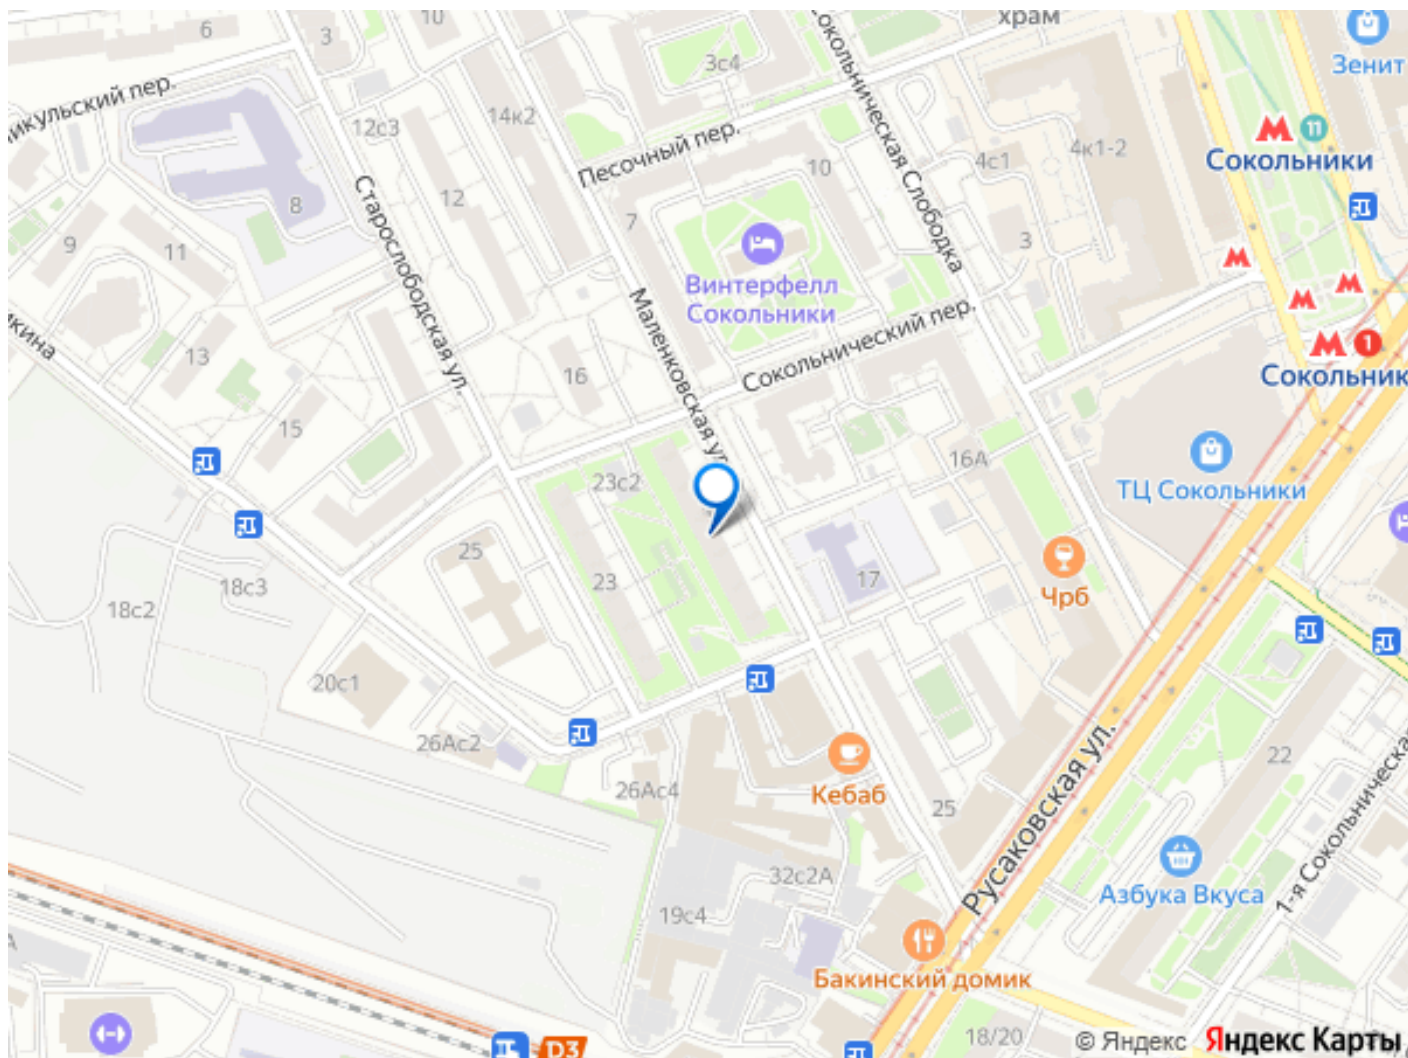 6
3
10
храм
Зенит
3с4
икульский пер.
12с3
14к2
Песочный пер.
Сокольническая Слободка
4с1
4к1-2
11
Сокольники
8
12
10
7
3
9
11
Старослободская ул.
Винтерфелл
Сокольники
Маленковская ул.
Сокольнический пер.
икина
13
16
1
Сокольник
15
23с2
16А
ТЦ Сокольники
25
18с3
18с2
23
17
Чрб
20с1
26Ас2
26Ас4
Кебаб
25
22
Русаковская ул.
1-я Сокольническая
Азбука Вкуса
32с2А
19с4
А
Бакинский домик
18/20
D3
© Яндекс Яндекс Карты